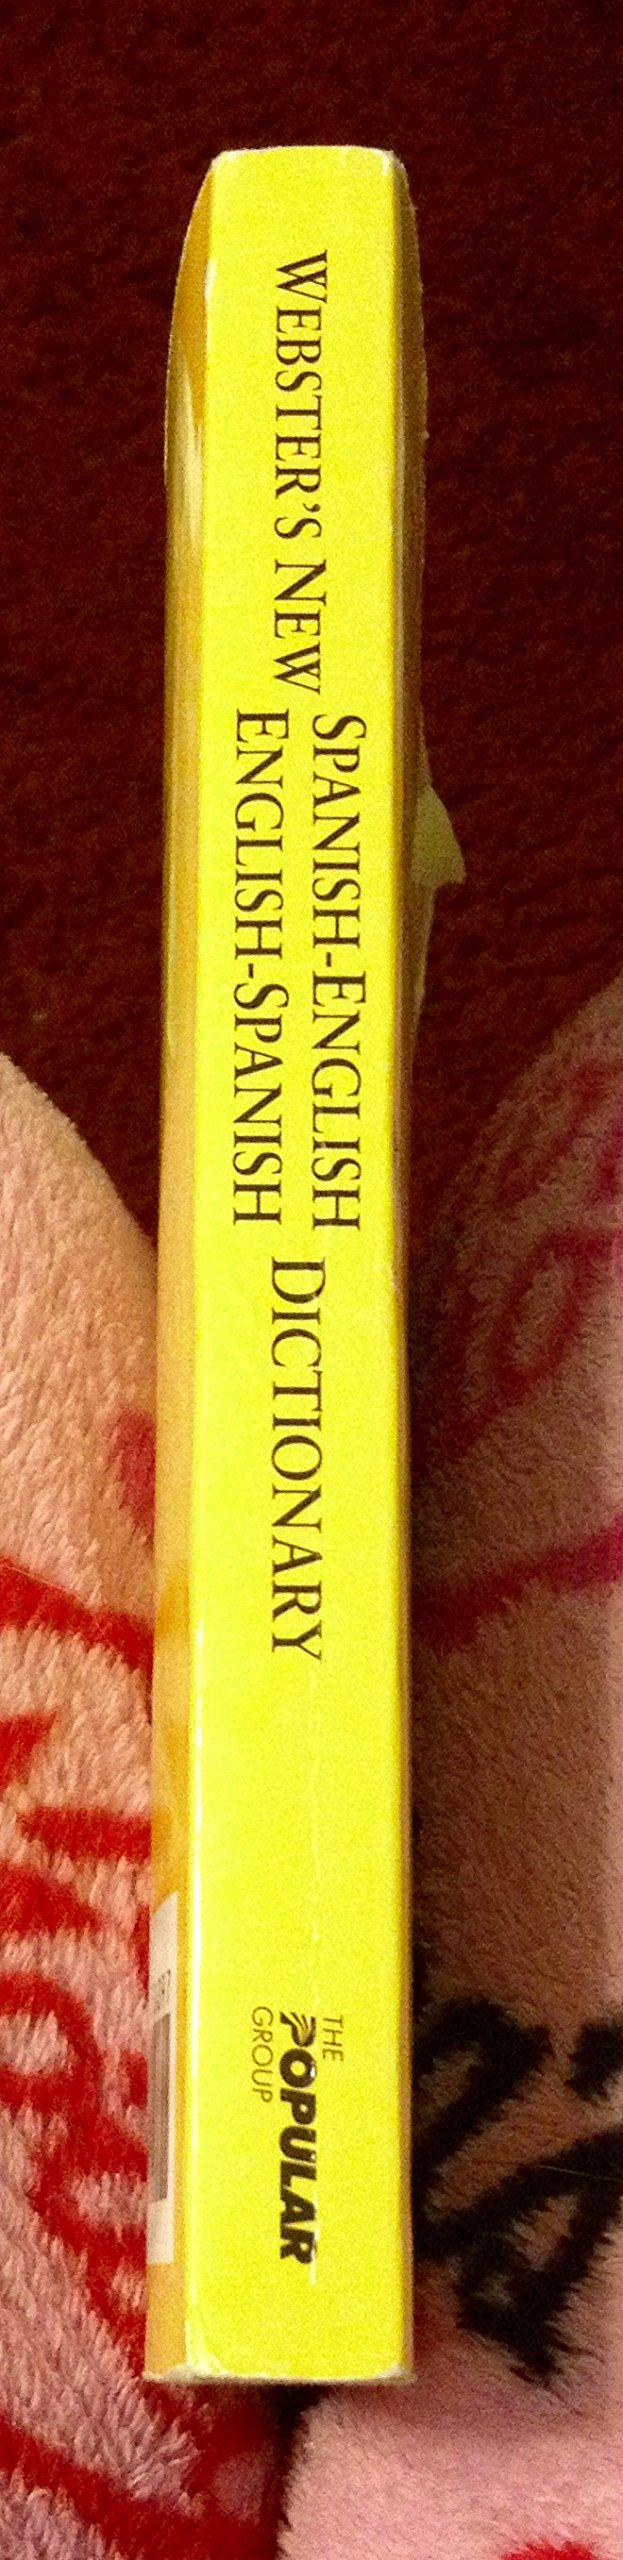 WEBSTER'S NEW
SPANISH-ENGLISH
ENGLISH-SPANISH
DICTIONARY
THE
POPULAR
GROUP